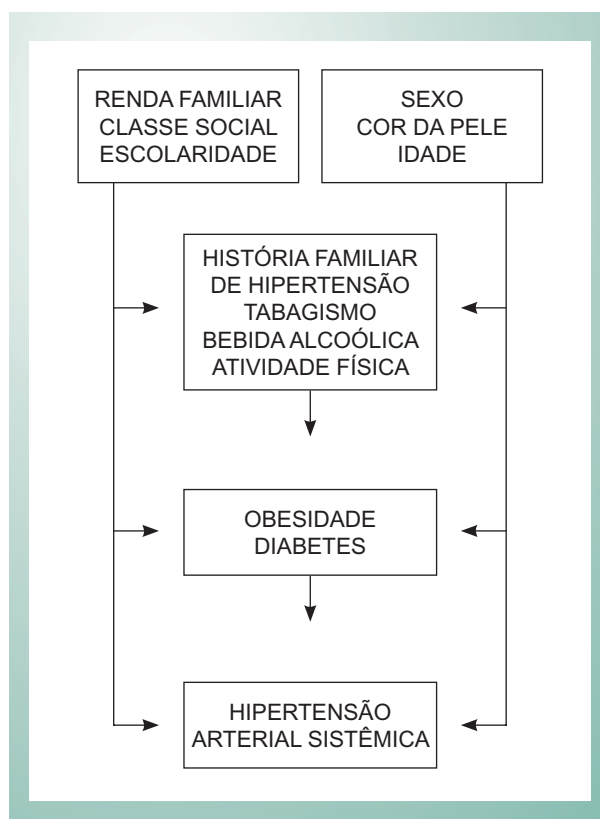 RENDA FAMILIAR
CLASSE SOCIAL
ESCOLARIDADE
SEXO
COR DA PELE
IDADE
HISTÓRIA FAMILIAR
DE HIPERTENSÃO
TABAGISMO
BEBIDA ALCOÓLICA
ATIVIDADE FÍSICA
OBESIDADE
DIABETES
HIPERTENSÃO
ARTERIAL SISTÊMICA